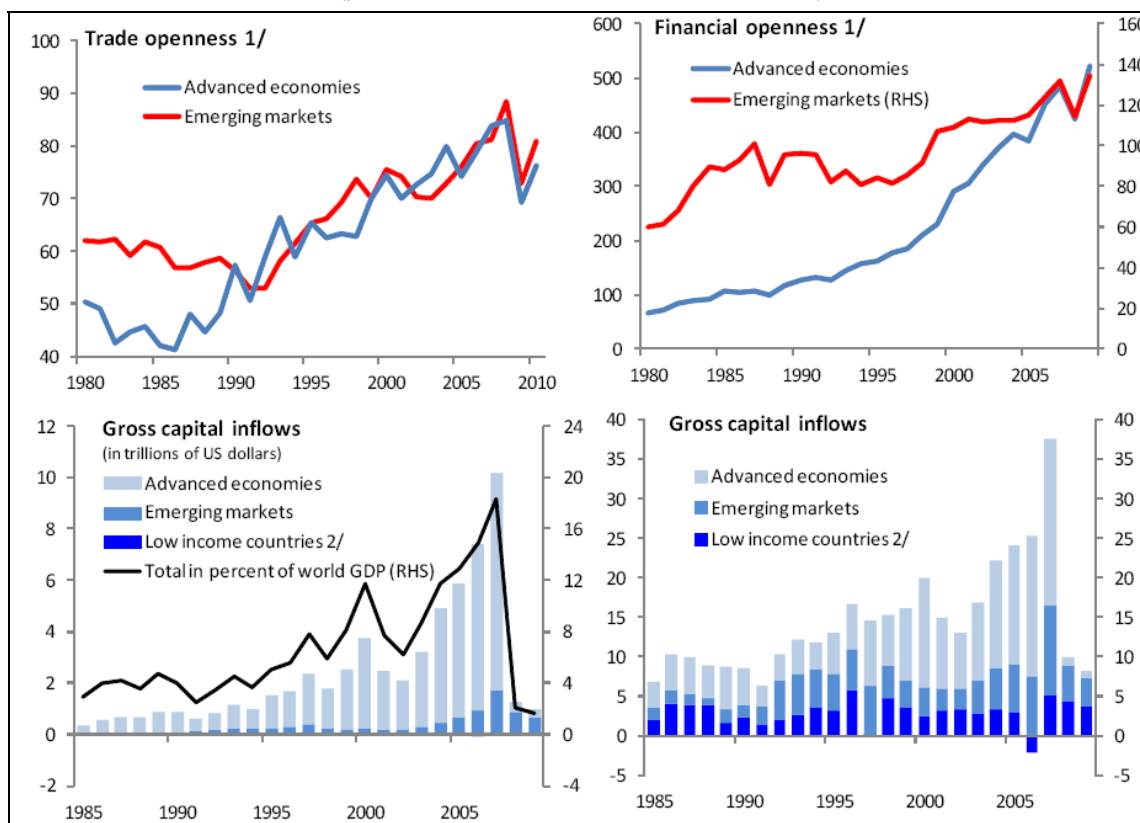 Trade openness 1/
Advanced economies
Emerging markets
100
90
80
70
60
50
40
1980 1985 1990 1995 2000 2005 2010
Financial openness 1/
Advanced economies
Emerging markets (RHS)
600
500
400
300
200
100
0
160
140
120
100
80
60
40
20
0
1980 1985 1990 1995 2000 2005
Gross capital inflows
(in trillions of US dollars)
Advanced economies
Emerging markets
Low income countries 2/
Total in percent of world GDP (RHS)
12
10
8
6
4
2
0
-2
24
20
16
12
8
4
0
-4
1985 1990 1995 2000 2005
Gross capital inflows
Advanced economies
Emerging markets
Low income countries 2/
40
35
30
25
20
15
10
5
0
-5
40
35
30
25
20
15
10
5
0
-5
1985 1990 1995 2000 2005